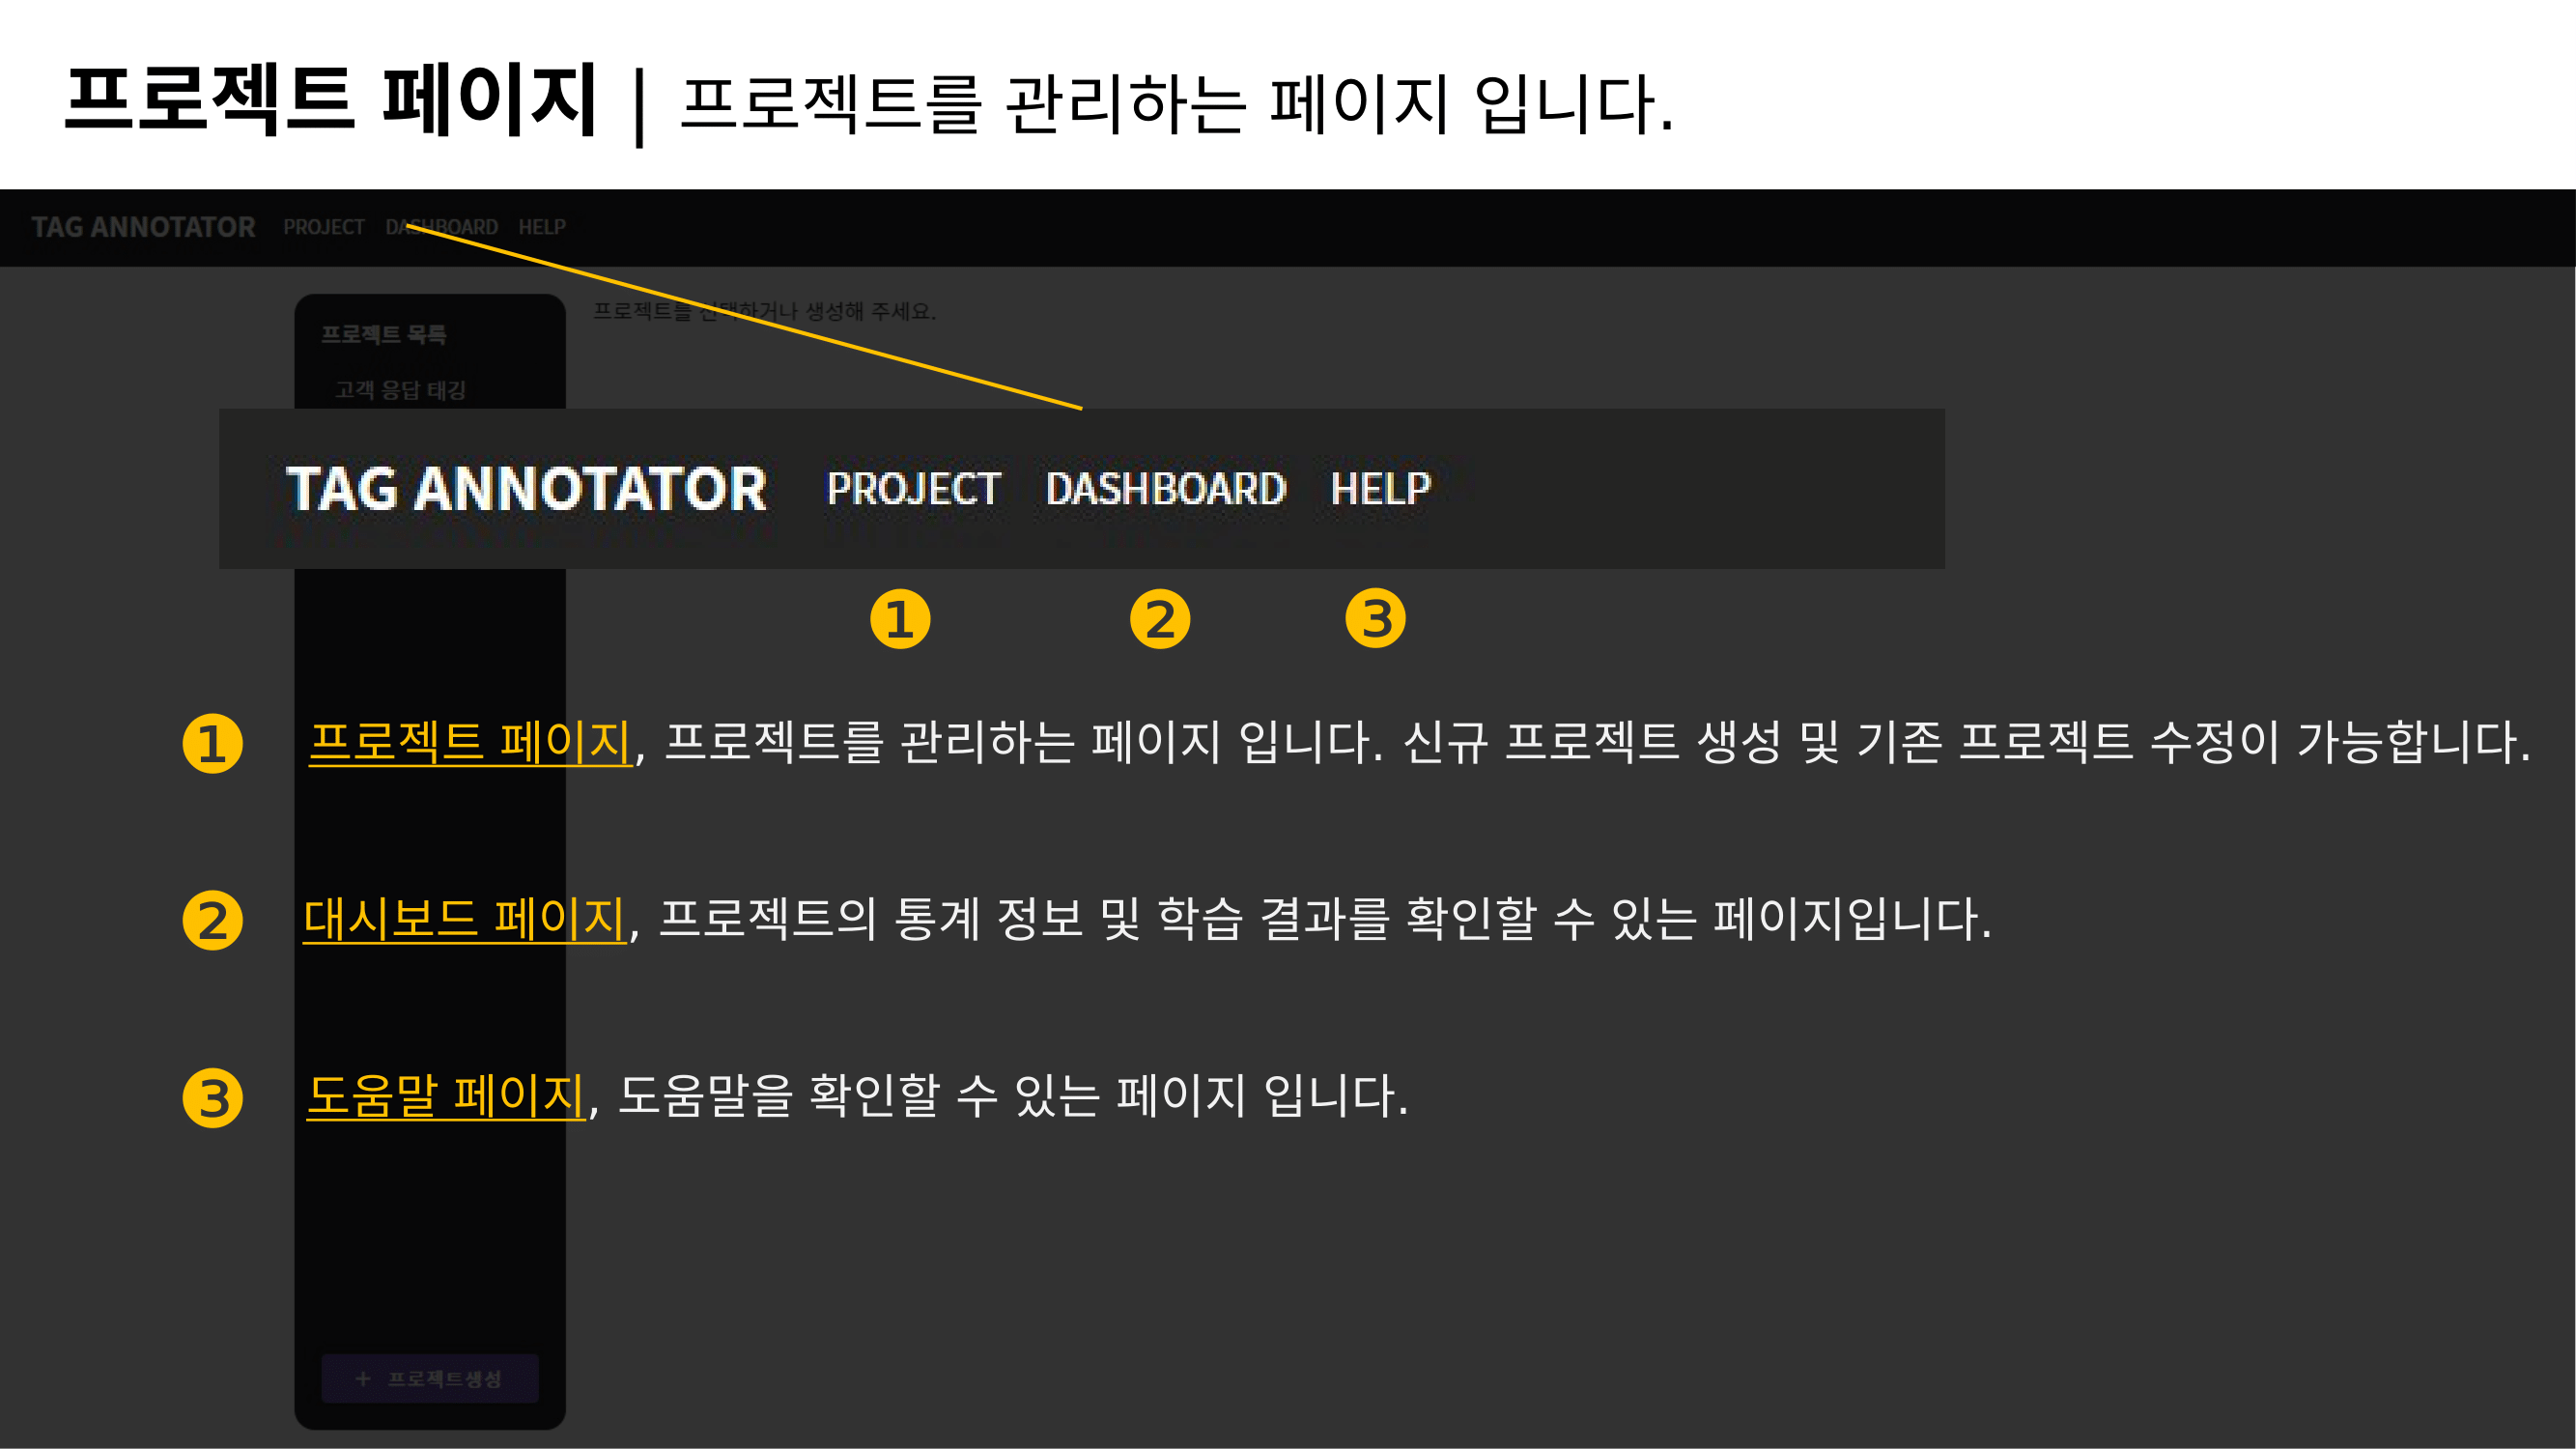 프로젝트 페이지 | 프로젝트를 관리하는 페이지 입니다.
TAG ANNOTATOR PROJECT DASHBOARD HELP
프로젝트를 선택하거나 생성해 주세요.
프로젝트 목록
고객 응답 태깅
TAG ANNOTATOR PROJECT DASHBOARD HELP
❶ ❷ ❸
❶ 프로젝트 페이지, 프로젝트를 관리하는 페이지 입니다. 신규 프로젝트 생성 및 기존 프로젝트 수정이 가능합니다.
❷ 대시보드 페이지, 프로젝트의 통계 정보 및 학습 결과를 확인할 수 있는 페이지입니다.
❸ 도움말 페이지, 도움말을 확인할 수 있는 페이지 입니다.
+ 프로젝트생성